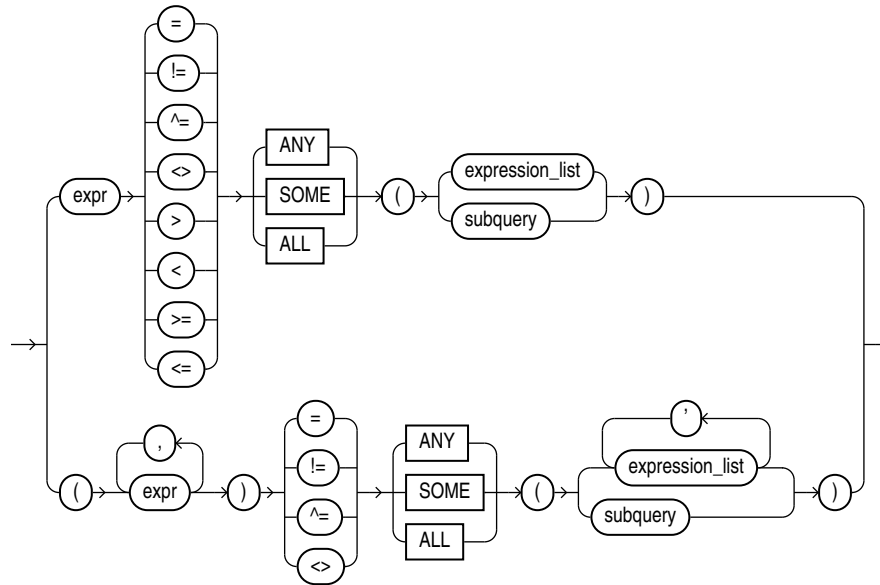 =
!=
^=
<>
>
<
>=
<=
expr
ANY
SOME
ALL
(
expression_list
subquery
)
(
,
expr
)
=
!=
^=
<>
ANY
SOME
ALL
(
,
expression_list
subquery
)